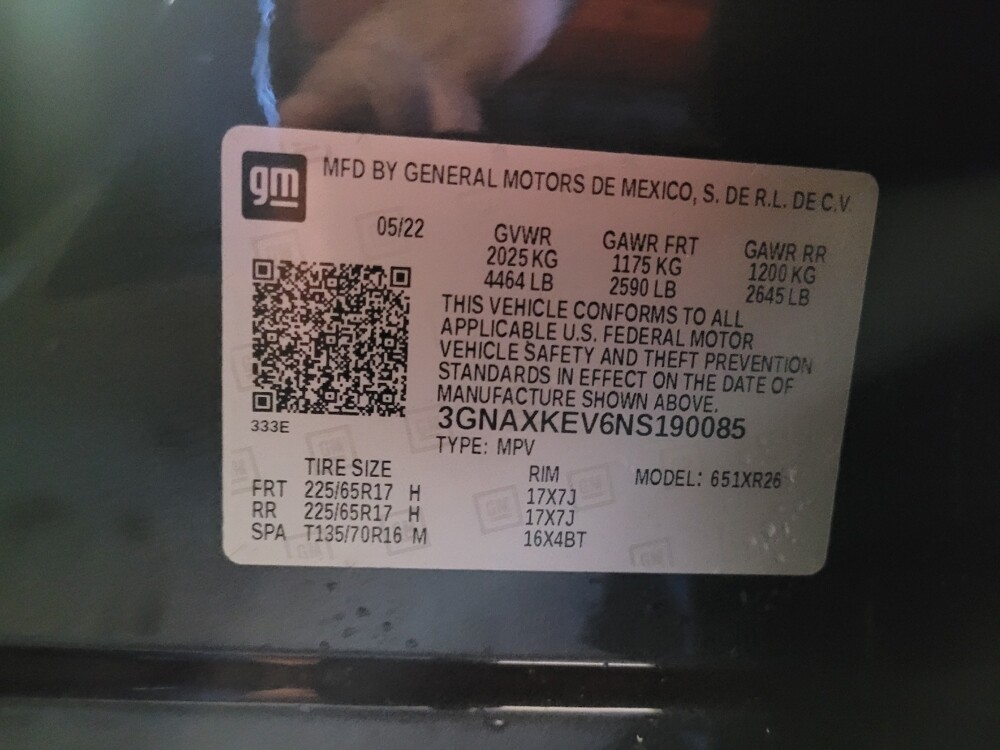 gm
MFD BY GENERAL MOTORS DE MEXICO, S. DE R.L. DE C.V.
05/22
GVWR GAWR FRT GAWR RR
2025 KG 1175 KG 1200 KG
4464 LB 2590 LB 2645 LB
THIS VEHICLE CONFORMS TO ALL
APPLICABLE U.S. FEDERAL MOTOR
VEHICLE SAFETY AND THEFT PREVENTION
STANDARDS IN EFFECT ON THE DATE OF
MANUFACTURE SHOWN ABOVE.
3GNAXKEV6NS190085
333E
TYPE: MPV
TIRE SIZE RIM MODEL: 651XR26
FRT 225/65R17 H 17X7J
RR 225/65R17 H 17X7J
SPA T135/70R16 M 16X4BT